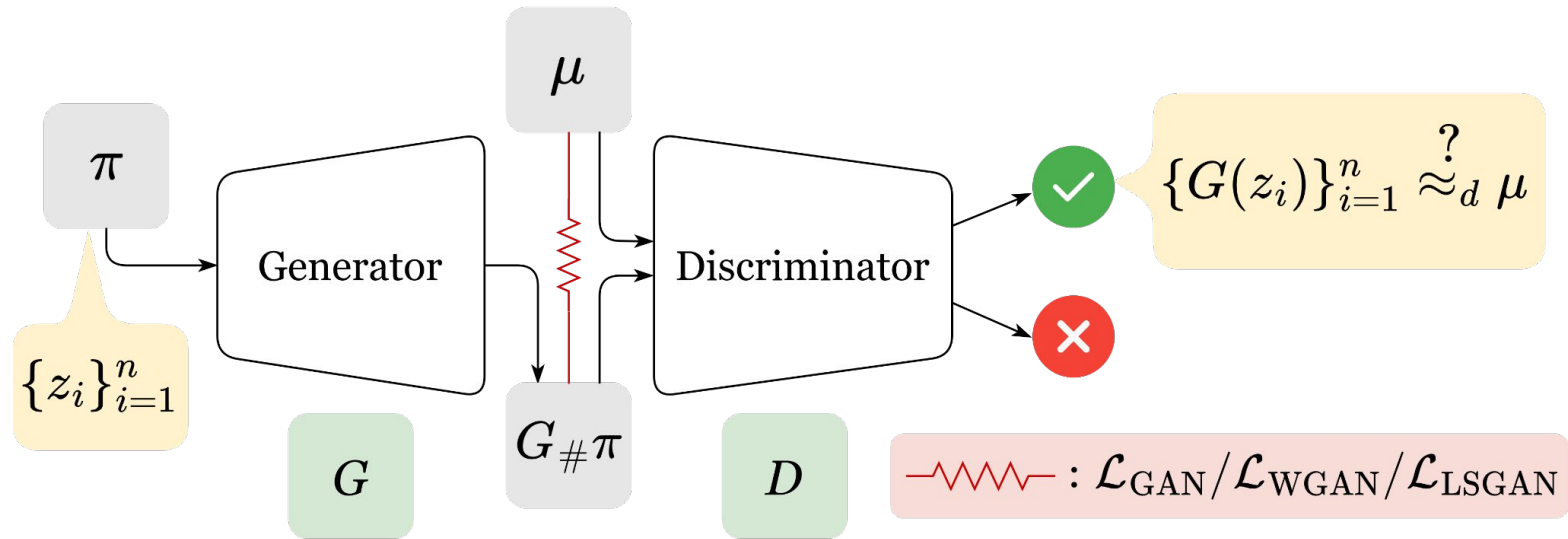 μ
π
Generator
Discriminator
{G(z_i)}_{i=1}^n ≈_d^? μ
{z_i}_{i=1}^n
G
G_#π
D
: ℒ_GAN/ℒ_WGAN/ℒ_LSGAN